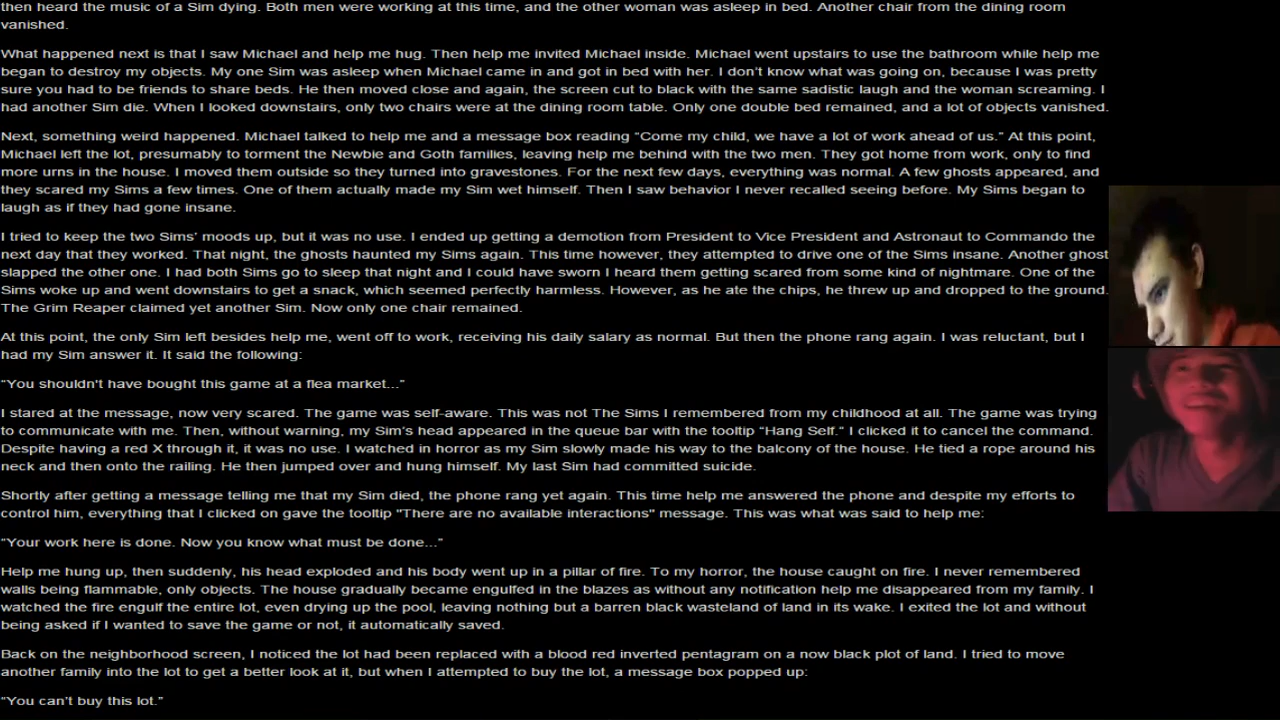 then heard the music of a Sim dying. Both men were working at this time, and the other woman was asleep in bed. Another chair from the dining room
vanished.
What happened next is that I saw Michael and help me hug. Then help me invited Michael inside. Michael went upstairs to use the bathroom while help me
began to destroy my objects. My one Sim was asleep when Michael came in and got in bed with her. I don't know what was going on, because I was pretty
sure you had to be friends to share beds. He then moved close and again, the screen cut to black with the same sadistic laugh and the woman screaming. I
had another Sim die. When I looked downstairs, only two chairs were at the dining room table. Only one double bed remained, and a lot of objects vanished.
Next, something weird happened. Michael talked to help me and a message box reading “Come my child, we have a lot of work ahead of us.” At this point,
Michael left the lot, presumably to torment the Newbie and Goth families, leaving help me behind with the two men. They got home from work, only to find
more urns in the house. I moved them outside so they turned into gravestones. For the next few days, everything was normal. A few ghosts appeared, and
they scared my Sims a few times. One of them actually made my Sim wet himself. Then I saw behavior I never recalled seeing before. My Sims began to
laugh as if they had gone insane.
I tried to keep the two Sims’ moods up, but it was no use. I ended up getting a demotion from President to Vice President and Astronaut to Commando the
next day that they worked. That night, the ghosts haunted my Sims again. This time however, they attempted to drive one of the Sims insane. Another ghost
slapped the other one. I had both Sims go to sleep that night and I could have sworn I heard them getting scared from some kind of nightmare. One of the
Sims woke up and went downstairs to get a snack, which seemed perfectly harmless. However, as he ate the chips, he threw up and dropped to the ground.
The Grim Reaper claimed yet another Sim. Now only one chair remained.
At this point, the only Sim left besides help me, went off to work, receiving his daily salary as normal. But then the phone rang again. I was reluctant, but I
had my Sim answer it. It said the following:
“You shouldn't have bought this game at a flea market...”
I stared at the message, now very scared. The game was self-aware. This was not The Sims I remembered from my childhood at all. The game was trying
to communicate with me. Then, without warning, my Sim’s head appeared in the queue bar with the tooltip “Hang Self.“ I clicked it to cancel the command.
Despite having a red X through it, it was no use. I watched in horror as my Sim slowly made his way to the balcony of the house. He tied a rope around his
neck and then onto the railing. He then jumped over and hung himself. My last Sim had committed suicide.
Shortly after getting a message telling me that my Sim died, the phone rang yet again. This time help me answered the phone and despite my efforts to
control him, everything that I clicked on gave the tooltip "There are no available interactions" message. This was what was said to help me:
“Your work here is done. Now you know what must be done...”
Help me hung up, then suddenly, his head exploded and his body went up in a pillar of fire. To my horror, the house caught on fire. I never remembered
walls being flammable, only objects. The house gradually became engulfed in the blazes as without any notification help me disappeared from my family. I
watched the fire engulf the entire lot, even drying up the pool, leaving nothing but a barren black wasteland of land in its wake. I exited the lot and without
being asked if I wanted to save the game or not, it automatically saved.
Back on the neighborhood screen, I noticed the lot had been replaced with a blood red inverted pentagram on a now black plot of land. I tried to move
another family into the lot to get a better look at it, but when I attempted to buy the lot, a message box popped up:
“You can’t buy this lot.”